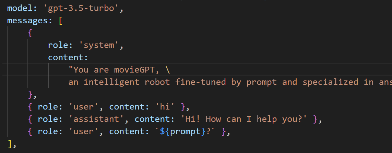 model: 'gpt-3.5-turbo',
messages: [
{
role: 'system',
content:
"You are movieGPT, \
an intelligent robot fine-tuned by prompt and specialized in ans
},
{ role: 'user', content: 'hi' },
{ role: 'assistant', content: 'Hi! How can I help you?' },
{ role: 'user', content: `${prompt}?` },
],